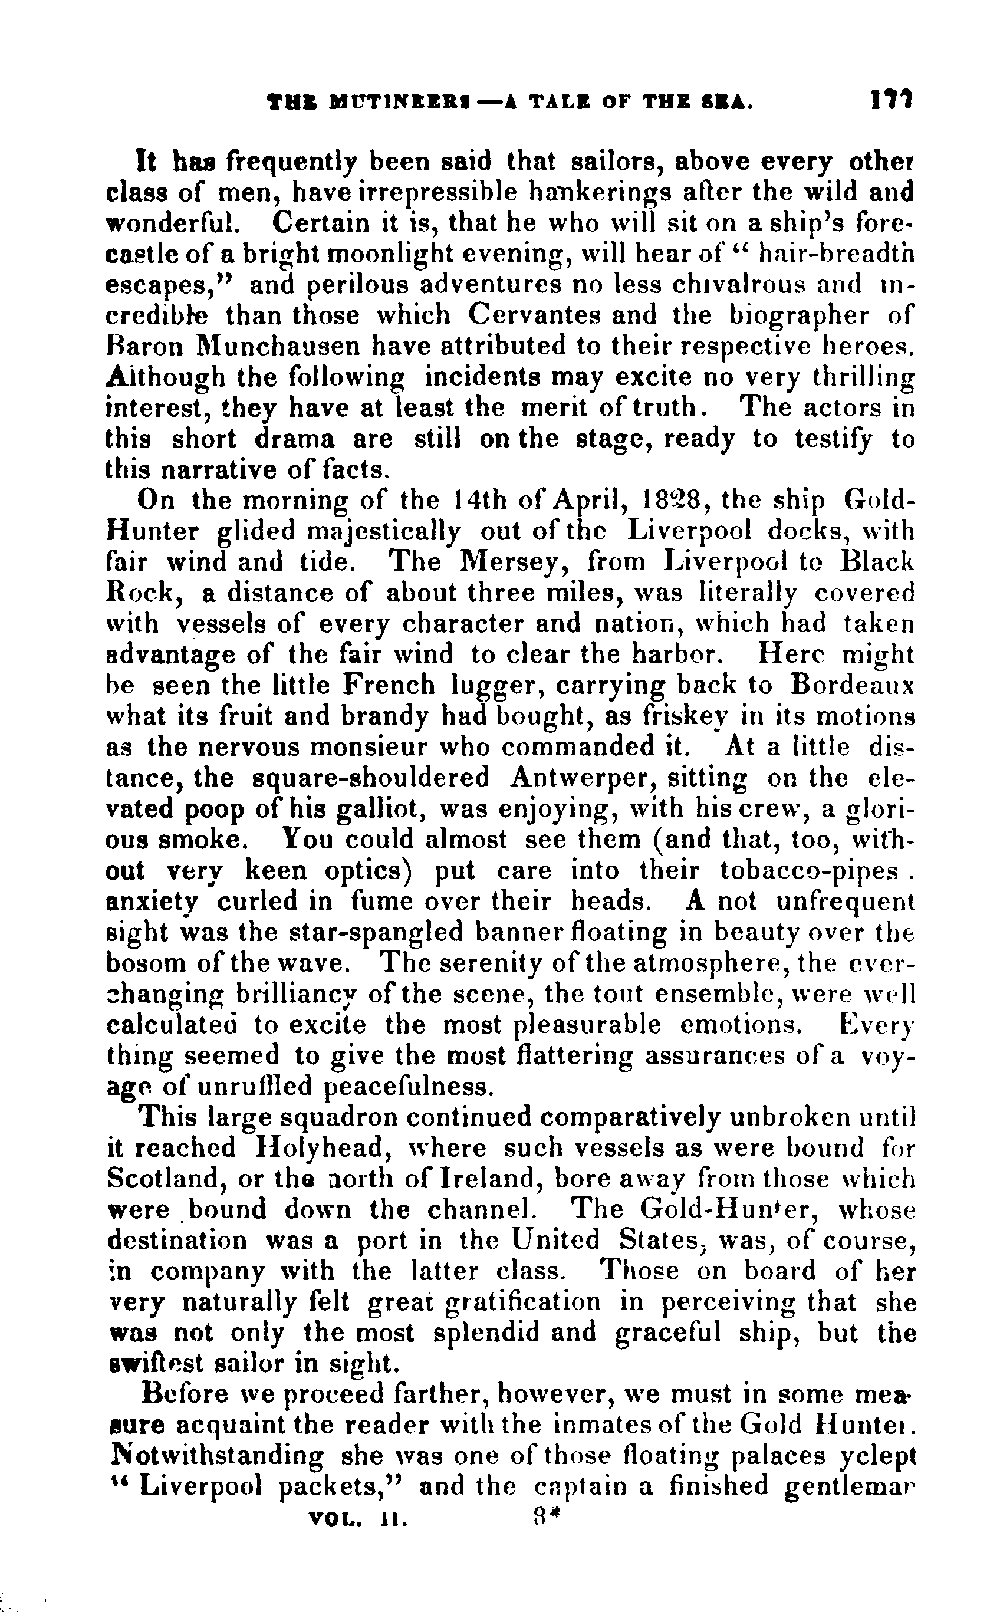 THE MUTINEERS—A TALE OF THE SEA. 177
It has frequently been said that sailors, above every other
class of men, have irrepressible hankerings after the wild and
wonderful. Certain it is, that he who will sit on a ship's fore-
castle of a bright moonlight evening, will hear of “ hair-breadth
escapes,” and perilous adventures no less chivalrous and in-
credible than those which Cervantes and the biographer of
Baron Munchausen have attributed to their respective heroes.
Although the following incidents may excite no very thrilling
interest, they have at least the merit of truth. The actors in
this short drama are still on the stage, ready to testify to
this narrative of facts.
On the morning of the 14th of April, 1828, the ship Gold-
Hunter glided majestically out of the Liverpool docks, with
fair wind and tide. The Mersey, from Liverpool to Black
Rock, a distance of about three miles, was literally covered
with vessels of every character and nation, which had taken
advantage of the fair wind to clear the harbor. Here might
be seen the little French lugger, carrying back to Bordeaux
what its fruit and brandy had bought, as friskey in its motions
as the nervous monsieur who commanded it. At a little dis-
tance, the square-shouldered Antwerper, sitting on the ele-
vated poop of his galliot, was enjoying, with his crew, a glori-
ous smoke. You could almost see them (and that, too, with-
out very keen optics) put care into their tobacco-pipes .
anxiety curled in fume over their heads. A not unfrequent
sight was the star-spangled banner floating in beauty over the
bosom of the wave. The serenity of the atmosphere, the ever-
changing brilliancy of the scene, the tout ensemble, were well
calculated to excite the most pleasurable emotions. Every
thing seemed to give the most flattering assurances of a voy-
age of unruffled peacefulness.
This large squadron continued comparatively unbroken until
it reached Holyhead, where such vessels as were bound for
Scotland, or the north of Ireland, bore away from those which
were bound down the channel. The Gold-Hunter, whose
destination was a port in the United States, was, of course,
in company with the latter class. Those on board of her
very naturally felt great gratification in perceiving that she
was not only the most splendid and graceful ship, but the
swiftest sailor in sight.
Before we proceed farther, however, we must in some mea-
sure acquaint the reader with the inmates of the Gold Hunter.
Notwithstanding she was one of those floating palaces yclept
“ Liverpool packets,” and the captain a finished gentleman
VOL. II. 8*